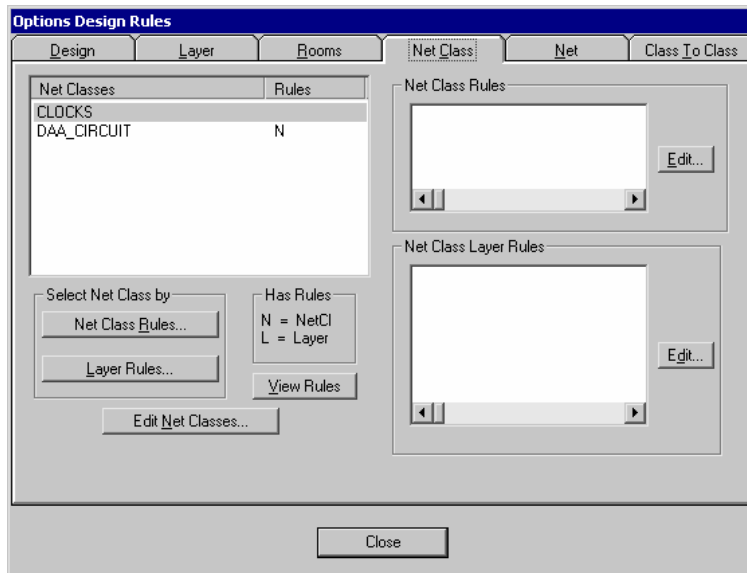 Options Design Rules
Design Layer Rooms Net Class Net Class To Class
Net Classes Rules
CLOCKS
DAA_CIRCUIT N
Select Net Class by
Net Class Rules...
Layer Rules...
Has Rules
N = NetCl
L = Layer
View Rules
Edit Net Classes...
Net Class Rules
Edit...
Net Class Layer Rules
Edit...
Close